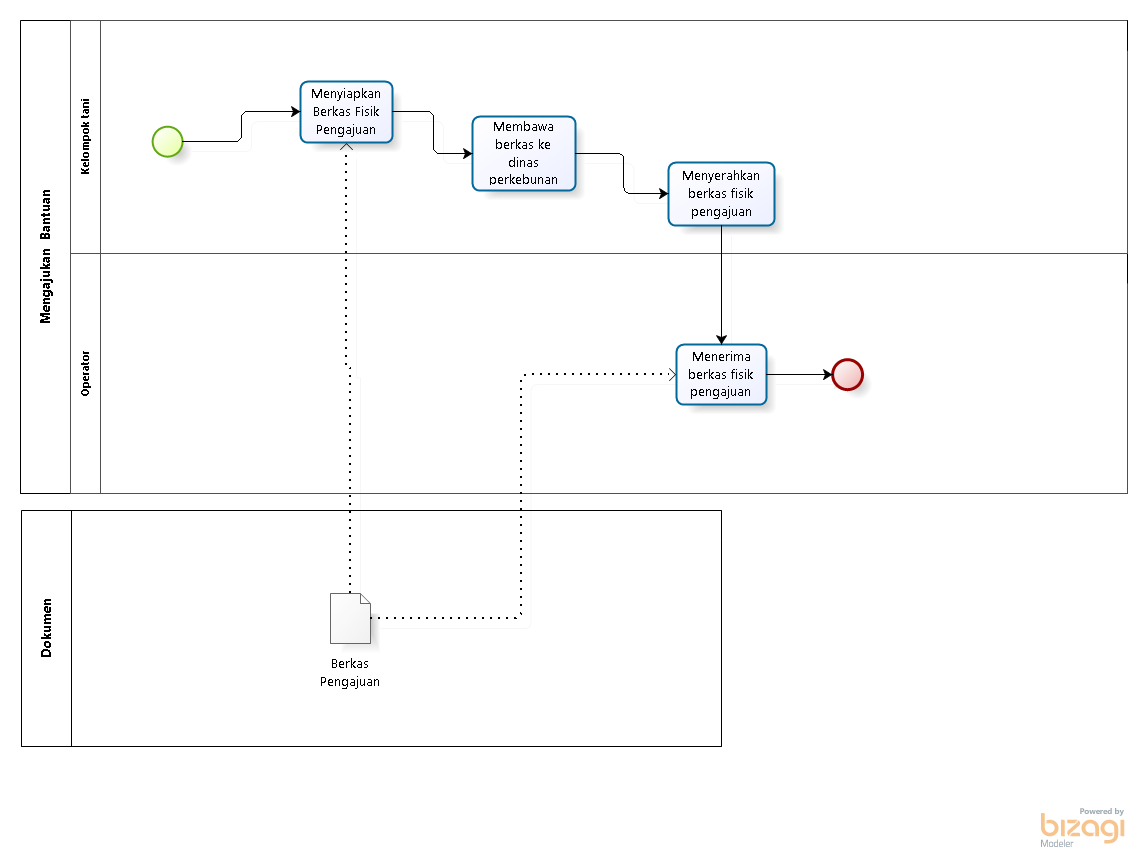 Mengajukan Bantuan
Kelompok tani
Menyiapkan
Berkas Fisik
Pengajuan
Membawa
berkas ke
dinas
perkebunan
Menyerahkan
berkas fisik
pengajuan
Operator
Menerima
berkas fisik
pengajuan
Dokumen
Berkas
Pengajuan
Powered by
bizagi
Modeler